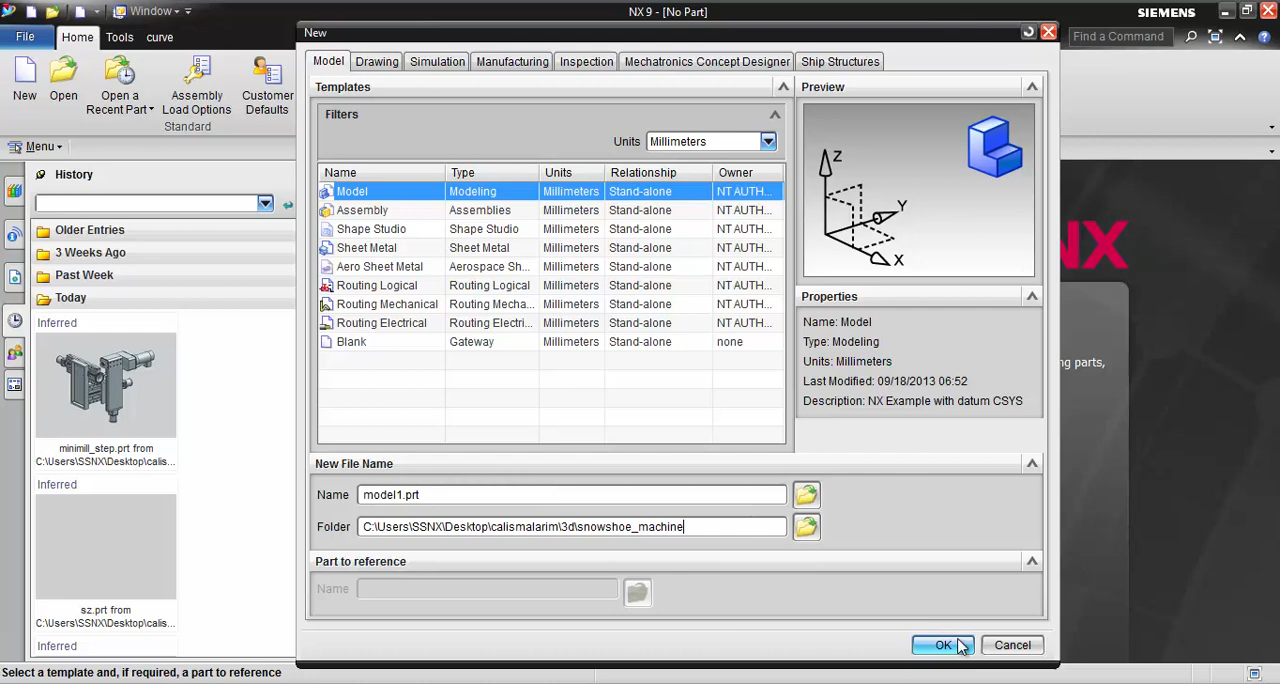 Window
NX 9 - [No Part]
SIEMENS
File
Home
Tools
curve
Find a Command
New
Open
Open a
Recent Part
Assembly
Load Options
Customer
Defaults
Standard
Menu
History
Older Entries
3 Weeks Ago
Past Week
Today
Inferred
minimill_step.prt from
C:\Users\SSNX\Desktop\calis...
Inferred
sz.prt from
C:\Users\SSNX\Desktop\calis...
Inferred
New
Model
Drawing
Simulation
Manufacturing
Inspection
Mechatronics Concept Designer
Ship Structures
Templates
Filters
Units Millimeters
Name Type Units Relationship Owner
Model Modeling Millimeters Stand-alone NT AUTH...
Assembly Assemblies Millimeters Stand-alone NT AUTH...
Shape Studio Shape Studio Millimeters Stand-alone NT AUTH...
Sheet Metal Sheet Metal Millimeters Stand-alone NT AUTH...
Aero Sheet Metal Aerospace Sh... Millimeters Stand-alone NT AUTH...
Routing Logical Routing Logical Millimeters Stand-alone NT AUTH...
Routing Mechanical Routing Mecha... Millimeters Stand-alone NT AUTH...
Routing Electrical Routing Electri... Millimeters Stand-alone NT AUTH...
Blank Gateway Millimeters Stand-alone none
Preview
Z
Y
X
Properties
Name: Model
Type: Modeling
Units: Millimeters
Last Modified: 09/18/2013 06:52
Description: NX Example with datum CSYS
New File Name
Name model1.prt
Folder C:\Users\SSNX\Desktop\calismalarim\3d\snowshoe_machine
Part to reference
Name
OK
Cancel
NX
ng parts,
Select a template and, if required, a part to reference